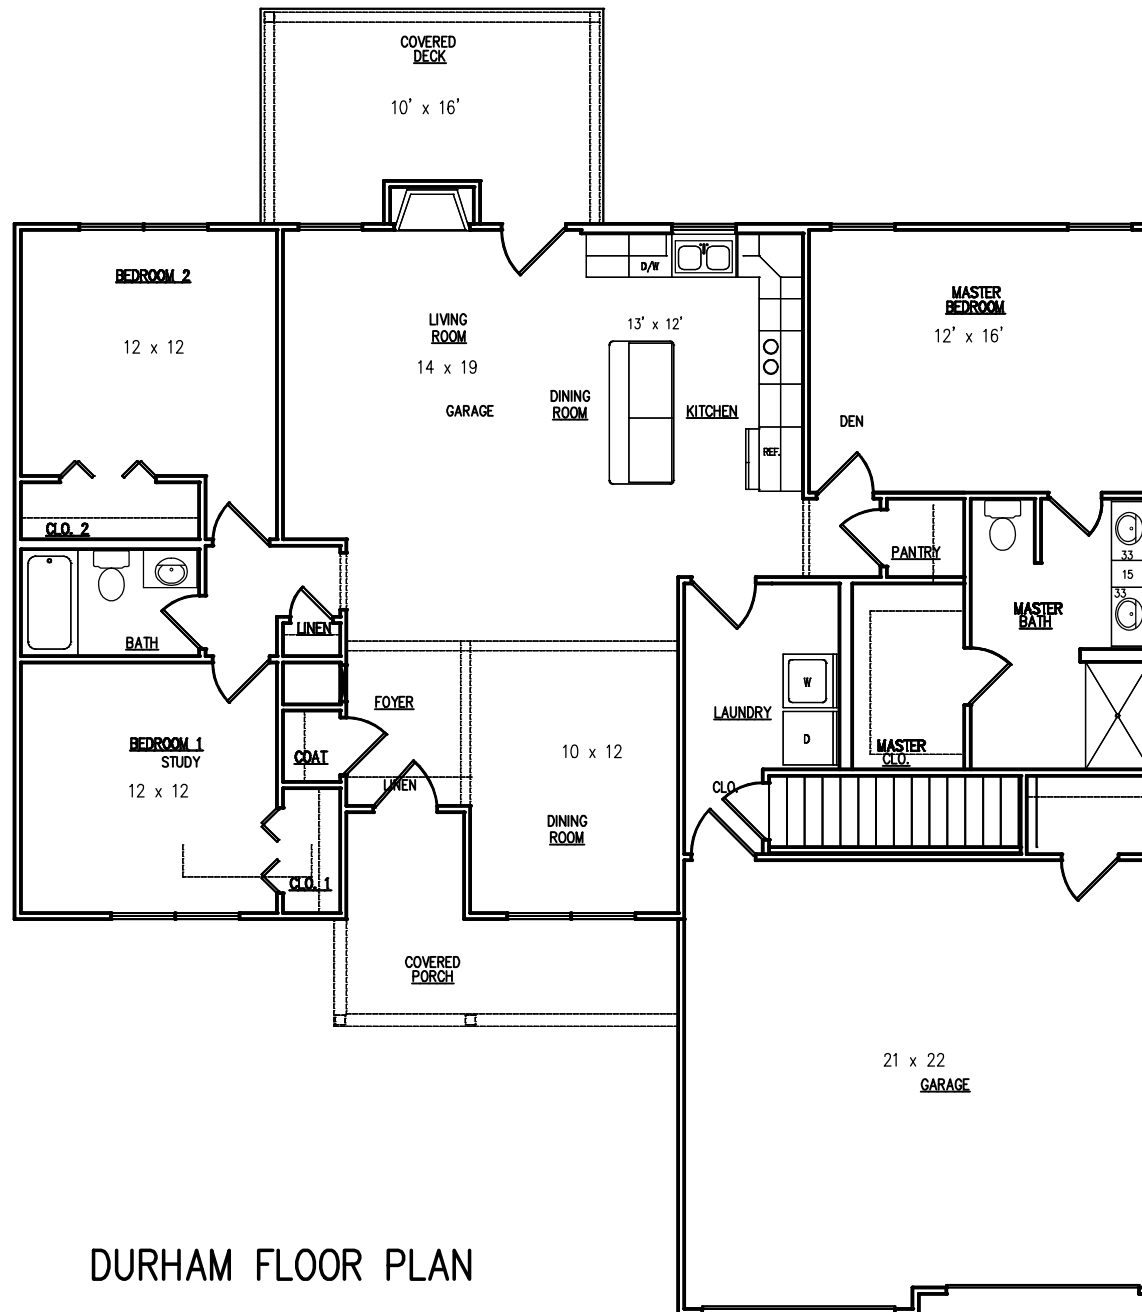 COVERED
DECK
10' x 16'
BEDROOM 2
12 x 12
LIVING
ROOM
14 x 19
GARAGE
D/W
13' x 12'
DINING
ROOM
KITCHEN
REF.
MASTER
BEDROOM
12' x 16'
DEN
CLO. 2
BATH
LINEN
PANTRY
33
15
33
MASTER
BATH
FOYER
COAT
LINEN
BEDROOM 1
STUDY
12 x 12
CLO. 1
10 x 12
DINING
ROOM
W
D
LAUNDRY
CLO.
MASTER
CLO.
COVERED
PORCH
21 x 22
GARAGE
DURHAM FLOOR PLAN